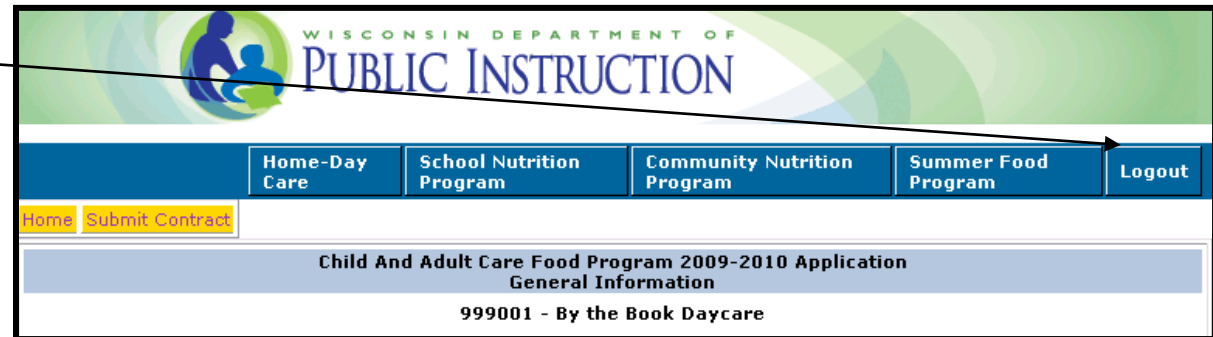 WISCONSIN DEPARTMENT OF
PUBLIC INSTRUCTION
Home-Day Care
School Nutrition Program
Community Nutrition Program
Summer Food Program
Logout
Home Submit Contract
Child And Adult Care Food Program 2009-2010 Application
General Information
999001 - By the Book Daycare